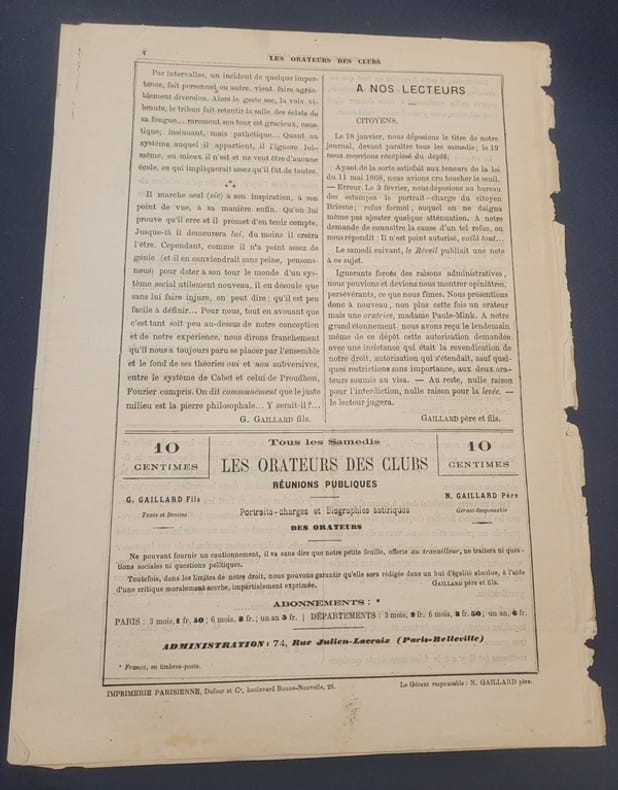 4
LES ORATEURS DES CLUBS
Par intervalles, un incident de quelque impor-
tance, fait personnel ou autre, vient faire agréa-
blement diversion. Alors le geste sec, la voix vi-
brante, le tribun fait retentir la salle des éclats de
sa fougue... rarement son tour est gracieux, caus-
tique; insinuant, mais pathétique... Quant au
système auquel il appartient, il l'ignore lui-
même, ou mieux il n'est et ne veut être d'aucune
école, ce qui impliquerait assez qu'il fût de toutes.
Il marche seul (sic) à son inspiration, à son
point de vue, à sa manière enfin. Qu'on lui
prouve qu'il erre et il promet d'en tenir compte.
Jusque-là il demeurera lui, du moins il croira
l'être. Cependant, comme il n'a point assez de
génie (et il en conviendrait sans peine, pensons-
nous) pour doter à son tour le monde d'un sys-
tème social utilement nouveau, il en découle que
sans lui faire injure, on peut dire: qu'il est peu
facile à définir... Pour nous, tout en avouant que
c'est tant soit peu au-dessus de notre conception
et de notre expérience, nous dirons franchement
qu'il nous a toujours paru se placer par l'ensemble
et le fond de ses théories oui et non subversives,
entre le système de Cabet et celui de Proudhon,
Fourier compris. On dit communément que juste
milieu est la pierre philosophale... Y serait-il?...
G. GAILLARD fils.
A NOS LECTEURS
CITOYENS,
Le 18 janvier, nous déposions le titre de notre
journal, devant paraître tous les samedis; le 19
nous recevions récépissé du dépôt.
Ayant de la sorte satisfait aux teneurs de la loi
du 11 mai 1868, nous avions cru toucher le seuil.
— Erreur. Le 3 février, nous déposions au bureau
des estampes le portrait-charge du citoyen
Briosne; refus formel; auquel on ne daigna
même pas ajouter quelque atténuation. A notre
demande de connaître la cause d'un tel refus, on
nous répondit: Il n'est point autorisé, voilà tout...
Le samedi suivant, le Réveil publiait une note
à ce sujet.
Ignorants forcés des raisons administratives,
nous pouvions et devions nous montrer opiniâtres,
persévérants, ce que nous fîmes. Nous présentions
donc à nouveau, non plus cette fois un orateur
mais une oratrice, madame Paule-Mink. A notre
grand étonnement nous avons reçu le lendemain
même de ce dépôt cette autorisation demandée
avec une insistance qui était la revendication de
notre droit, autorisation qui s'étendait, sauf quel-
ques restrictions sans importance, aux deux ora-
teurs soumis au visa. — Au reste, nulle raison
pour l'interdiction, nulle raison pour la levée. —
le lecteur jugera.
GAILLARD père et fils.
10
CENTIMES
Tous les Samedis
LES ORATEURS DES CLUBS
RÉUNIONS PUBLIQUES
10
CENTIMES
G. GAILLARD Fils
Texte et Dessins
Portraits-charges et Biographies satiriques
DES ORATEURS
N. GAILLARD Père
Gérant-Responsable
Ne pouvant fournir un cautionnement, il va sans dire que notre petite feuille, offerte au travailleur, ne traitera ni ques-
tions sociales ni questions politiques.
Toutefois, dans les limites de notre droit, nous pouvons garantir qu'elle sera rédigée dans un but d'égalité absolue, à l'aide
d'une critique moralement acerbe, impartialement exprimée. GAILLARD père et fils.
ABONNEMENTS: *
PARIS: 3 mois, 1 fr. 50; 6 mois, 3 fr.; un an 5 fr. | DÉPARTEMENTS: 3 mois, 2 fr. 6 mois, 3 fr. 50; un an, 6 fr.
ADMINISTRATION: 74, Rue Julien-Lacroix (Paris-Belleville)
* Franco, en timbres-poste.
IMPRIMERIE PARISIENNE, Dufour et Cᵉ, boulevard Bonne-Nouvelle, 26.
Le Gérant responsable: N. GAILLARD père.